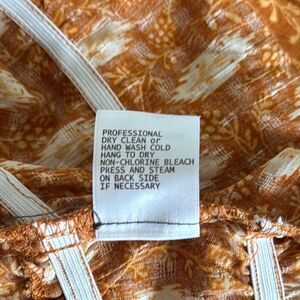 PROFESSIONAL
DRY CLEAN or
HAND WASH COLD
HANG TO DRY
NON-CHLORINE BLEACH
PRESS AND STEAM
ON BACK SIDE
IF NECESSARY